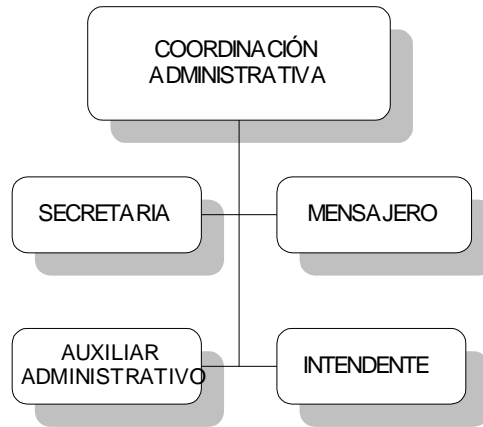 COORDINACIÓN
ADMINISTRATIVA
SECRETARIA
MENSAJERO
AUXILIAR
ADMINISTRATIVO
INTENDENTE